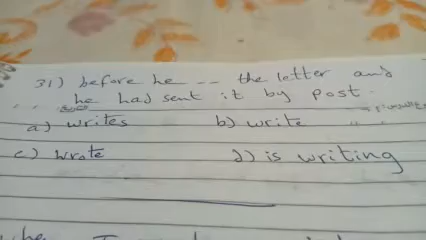 31) before he -- the letter and
he had sent it by post.
a) writes b) write
c) wrote d) is writing